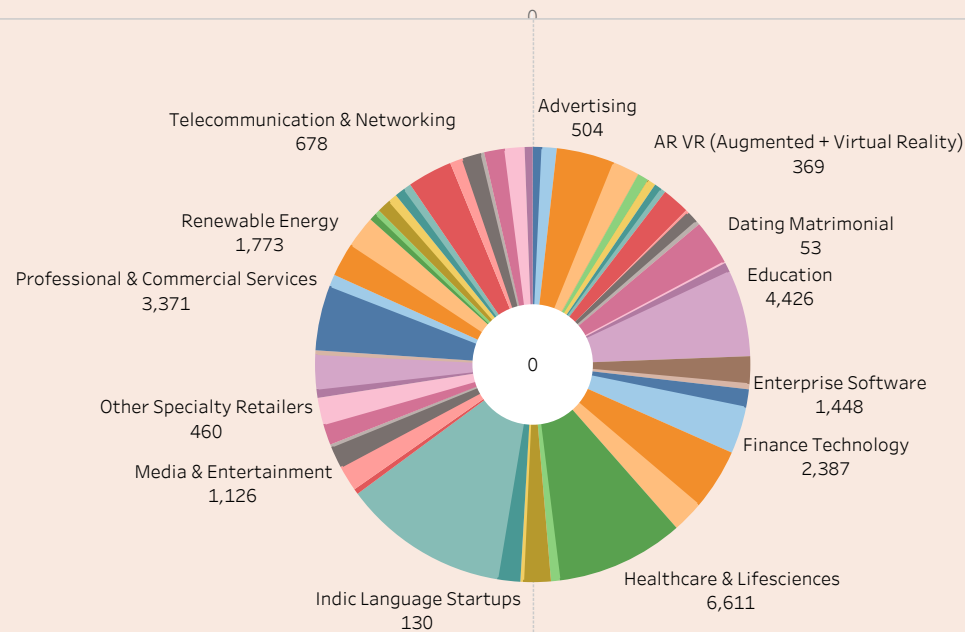 0
Advertising
504
Telecommunication & Networking
678
AR VR (Augmented + Virtual Reality)
369
Renewable Energy
1,773
Dating Matrimonial
53
Professional & Commercial Services
3,371
Education
4,426
0
Enterprise Software
1,448
Other Specialty Retailers
460
Finance Technology
2,387
Media & Entertainment
1,126
Healthcare & Lifesciences
6,611
Indic Language Startups
130